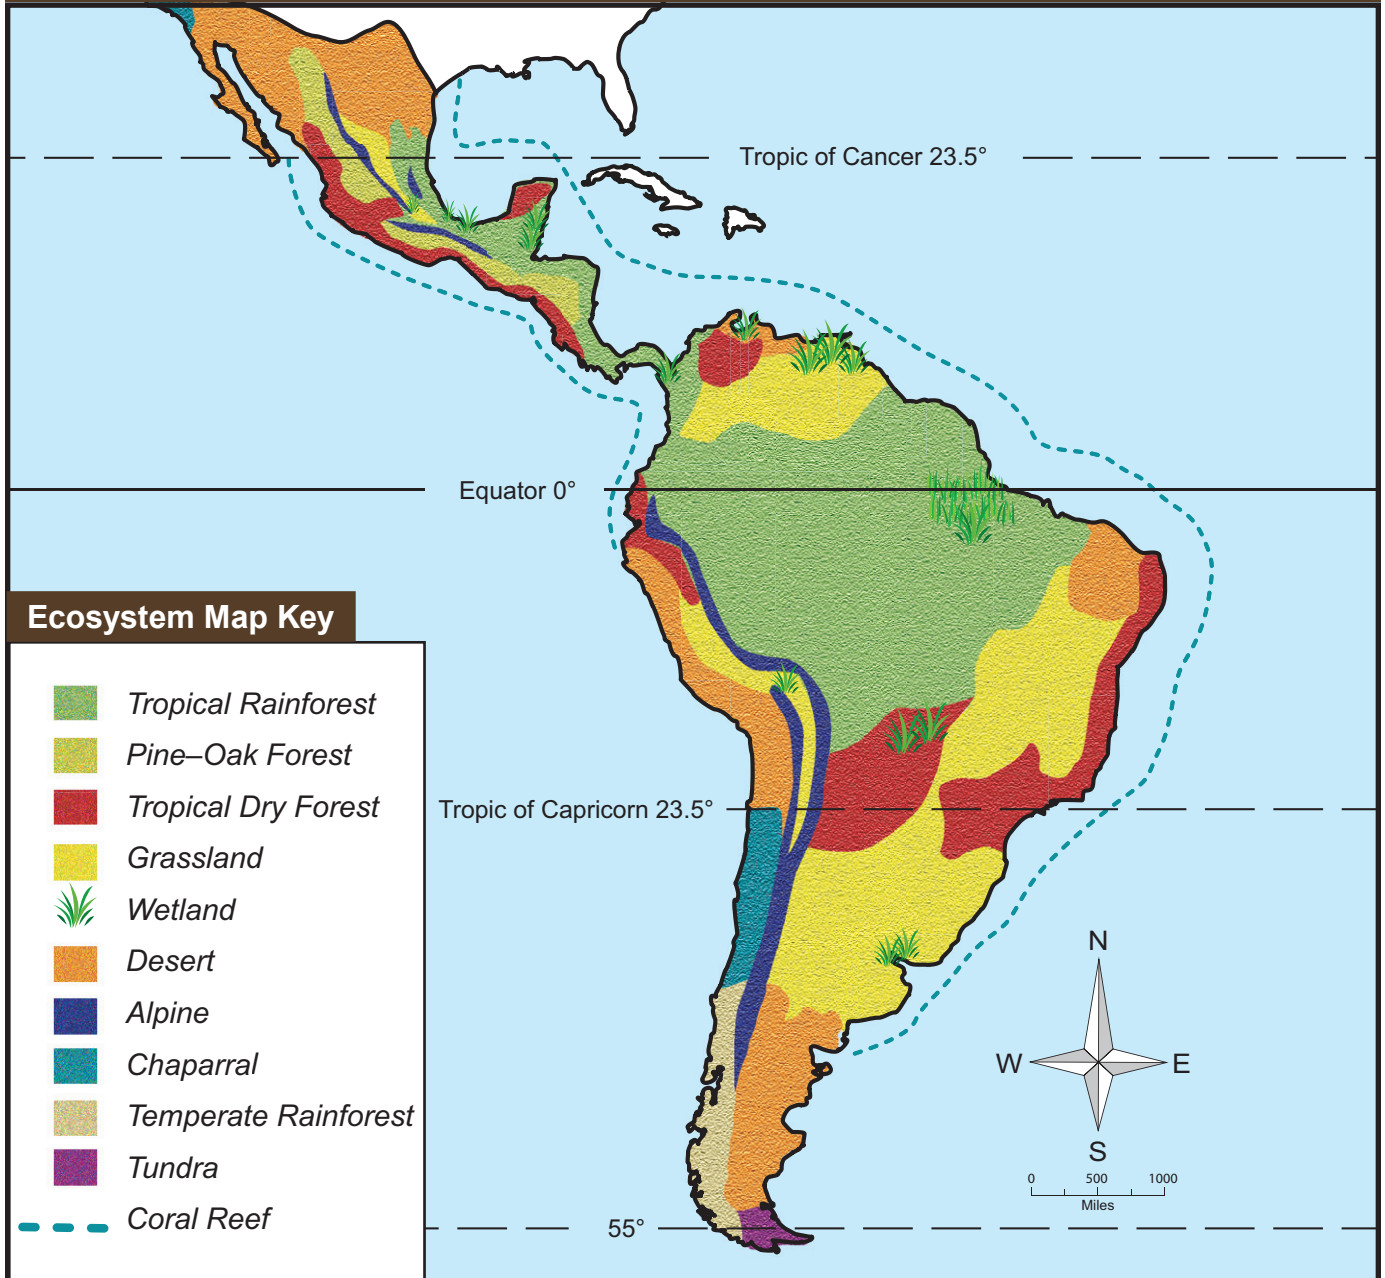 Tropic of Cancer 23.5°
Equator 0°
Ecosystem Map Key
Tropical Rainforest
Pine–Oak Forest
Tropical Dry Forest
Grassland
Wetland
Desert
Alpine
Chaparral
Temperate Rainforest
Tundra
Coral Reef
Tropic of Capricorn 23.5°
N
W E
S
0 500 1000
Miles
55°